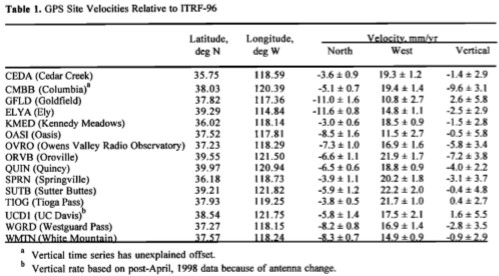 Table 1. GPS Site Velocities Relative to ITRF-96
Latitude, Longitude, Velocity, mm/yr
deg N deg W North West Vertical
CEDA (Cedar Creek) 35.75 118.59 -3.6 ± 0.9 19.3 ± 1.2 -1.4 ± 2.9
CMBB (Columbia)a 38.03 120.39 -5.1 ± 0.7 19.4 ± 1.4 -9.6 ± 3.1
GFLD (Goldfield) 37.82 117.36 -11.0 ± 1.6 10.8 ± 2.7 2.6 ± 5.8
ELYA (Ely) 39.29 114.84 -11.6 ± 0.8 14.8 ± 1.1 -2.5 ± 2.9
KMED (Kennedy Meadows) 36.02 118.14 -3.0 ± 0.6 18.5 ± 0.9 -1.5 ± 2.8
OASI (Oasis) 37.52 117.81 -8.5 ± 1.6 11.5 ± 2.7 -0.5 ± 5.8
OVRO (Owens Valley Radio Observatory) 37.23 118.29 -7.3 ± 1.0 16.9 ± 1.6 -5.8 ± 3.4
ORVB (Oroville) 39.55 121.50 -6.6 ± 1.1 21.9 ± 1.7 -7.2 ± 3.8
QUIN (Quincy) 39.97 120.94 -6.5 ± 0.6 18.8 ± 0.9 -4.0 ± 2.2
SPRN (Springville) 36.18 118.73 -3.9 ± 1.1 20.2 ± 1.8 -3.1 ± 3.7
SUTB (Sutter Buttes) 39.21 121.82 -5.9 ± 1.2 22.2 ± 2.0 -0.4 ± 4.8
TIOG (Tioga Pass) 37.93 119.25 -3.8 ± 0.5 21.7 ± 1.0 0.4 ± 2.7
UCD1 (UC Davis)b 38.54 121.75 -5.8 ± 1.4 17.5 ± 2.1 1.6 ± 5.5
WGRD (Westguard Pass) 37.27 118.15 -8.2 ± 0.8 16.9 ± 1.4 -2.8 ± 3.5
WMTN (White Mountain) 37.57 118.24 -8.3 ± 0.7 14.9 ± 0.9 -0.9 ± 2.9
a Vertical time series has unexplained offset.
b Vertical rate based on post-April, 1998 data because of antenna change.